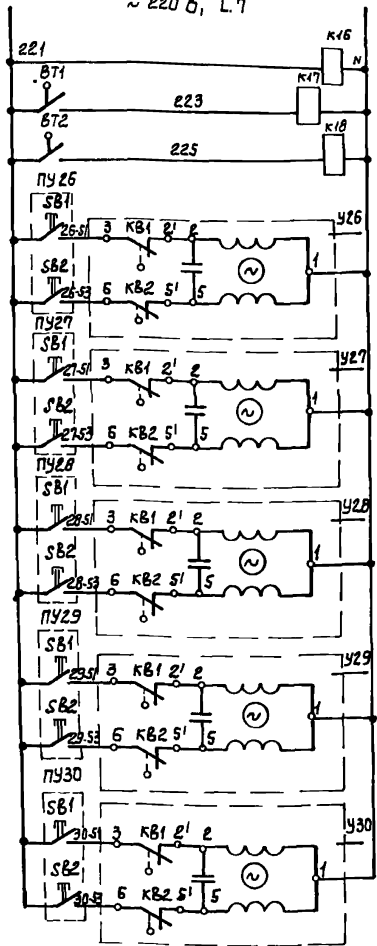 ~ 220 В, L.7
221 К16 N
ВТ1 К17
223
ВТ2 К18
225
ПУ26
SB1 У26
26-51 3 КВ1 2' 2
SB2 1
26-53 6 КВ2 5' 5
ПУ27
SB1 У27
27-51 3 КВ1 2' 2
SB2 1
27-53 6 КВ2 5' 5
ПУ28
SB1 У28
28-51 3 КВ1 2' 2
SB2 1
28-53 6 КВ2 5' 5
ПУ29
SB1 У29
29-51 3 КВ1 2' 2
SB2 1
29-53 6 КВ2 5' 5
ПУ30
SB1 У30
30-51 3 КВ1 2' 2
SB2 1
30-53 6 КВ2 5' 5